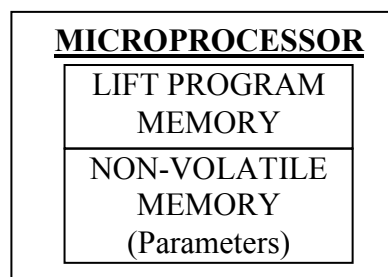 MICROPROCESSOR
LIFT PROGRAM
MEMORY
NON-VOLATILE
MEMORY
(Parameters)